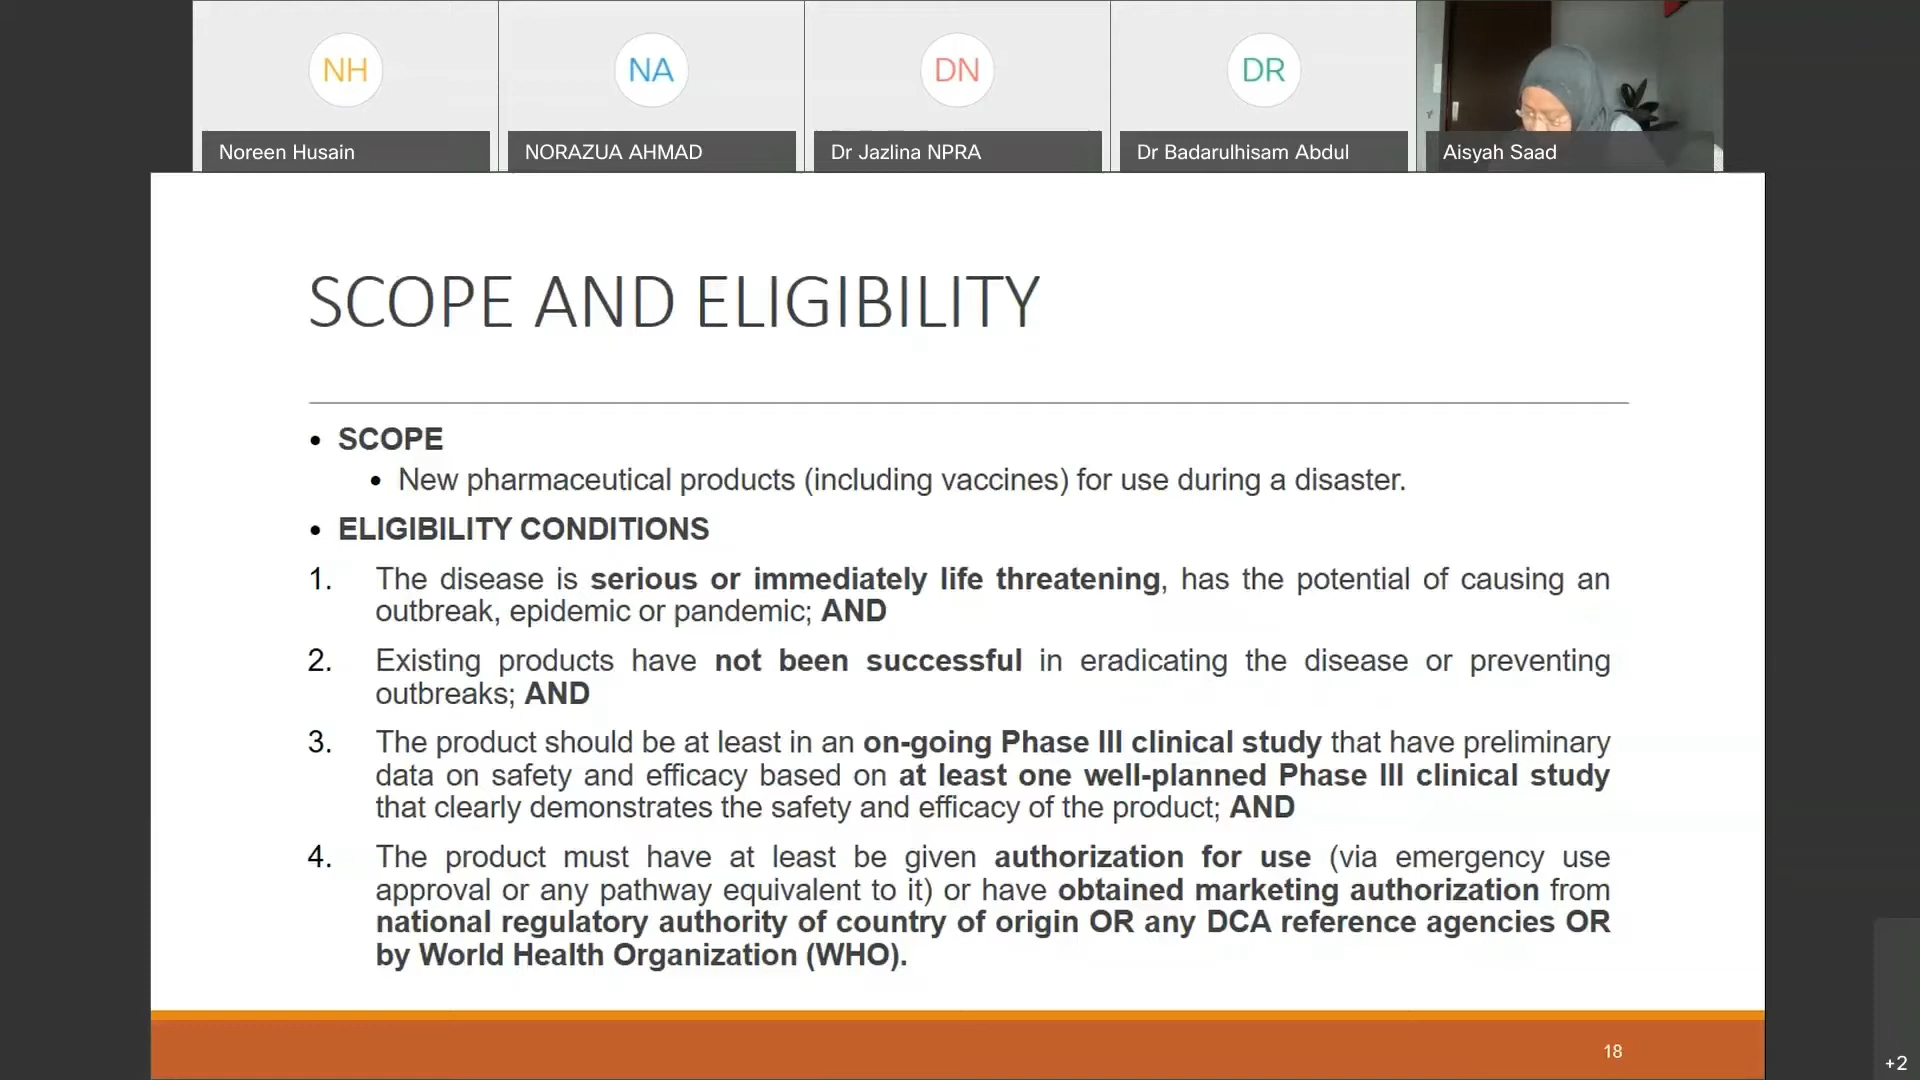 NH
NA
DN
DR
Noreen Husain
NORAZUA AHMAD
Dr Jazlina NPRA
Dr Badarulhisam Abdul
Aisyah Saad
SCOPE AND ELIGIBILITY
• SCOPE
• New pharmaceutical products (including vaccines) for use during a disaster.
• ELIGIBILITY CONDITIONS
1. The disease is serious or immediately life threatening, has the potential of causing an
outbreak, epidemic or pandemic; AND
2. Existing products have not been successful in eradicating the disease or preventing
outbreaks; AND
3. The product should be at least in an on-going Phase III clinical study that have preliminary
data on safety and efficacy based on at least one well-planned Phase III clinical study
that clearly demonstrates the safety and efficacy of the product; AND
4. The product must have at least be given authorization for use (via emergency use
approval or any pathway equivalent to it) or have obtained marketing authorization from
national regulatory authority of country of origin OR any DCA reference agencies OR
by World Health Organization (WHO).
18
+2